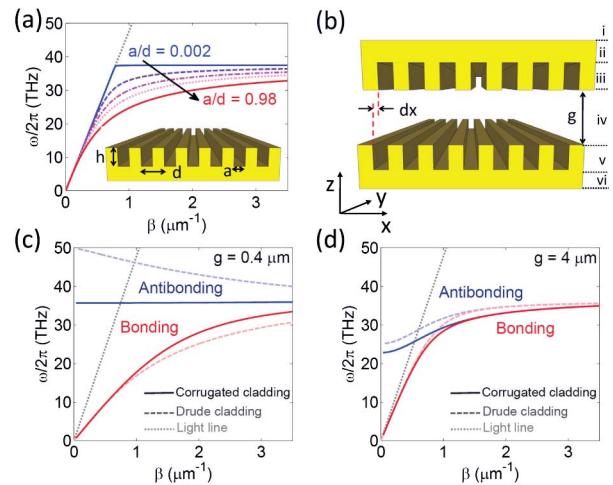 (a)
50
40
30
20
10
0
ω/2π (THz)
a/d = 0.002
a/d = 0.98
h
d
a
0 1 2 3
β (μm⁻¹)
(b)
i
ii
iii
iv
v
vi
g
dx
z
y
x
(c)
50
40
30
20
10
0
ω/2π (THz)
g = 0.4 μm
Antibonding
Bonding
Corrugated cladding
Drude cladding
Light line
0 1 2 3
β (μm⁻¹)
(d)
50
40
30
20
10
0
ω/2π (THz)
g = 4 μm
Antibonding
Bonding
Corrugated cladding
Drude cladding
Light line
0 1 2 3
β (μm⁻¹)